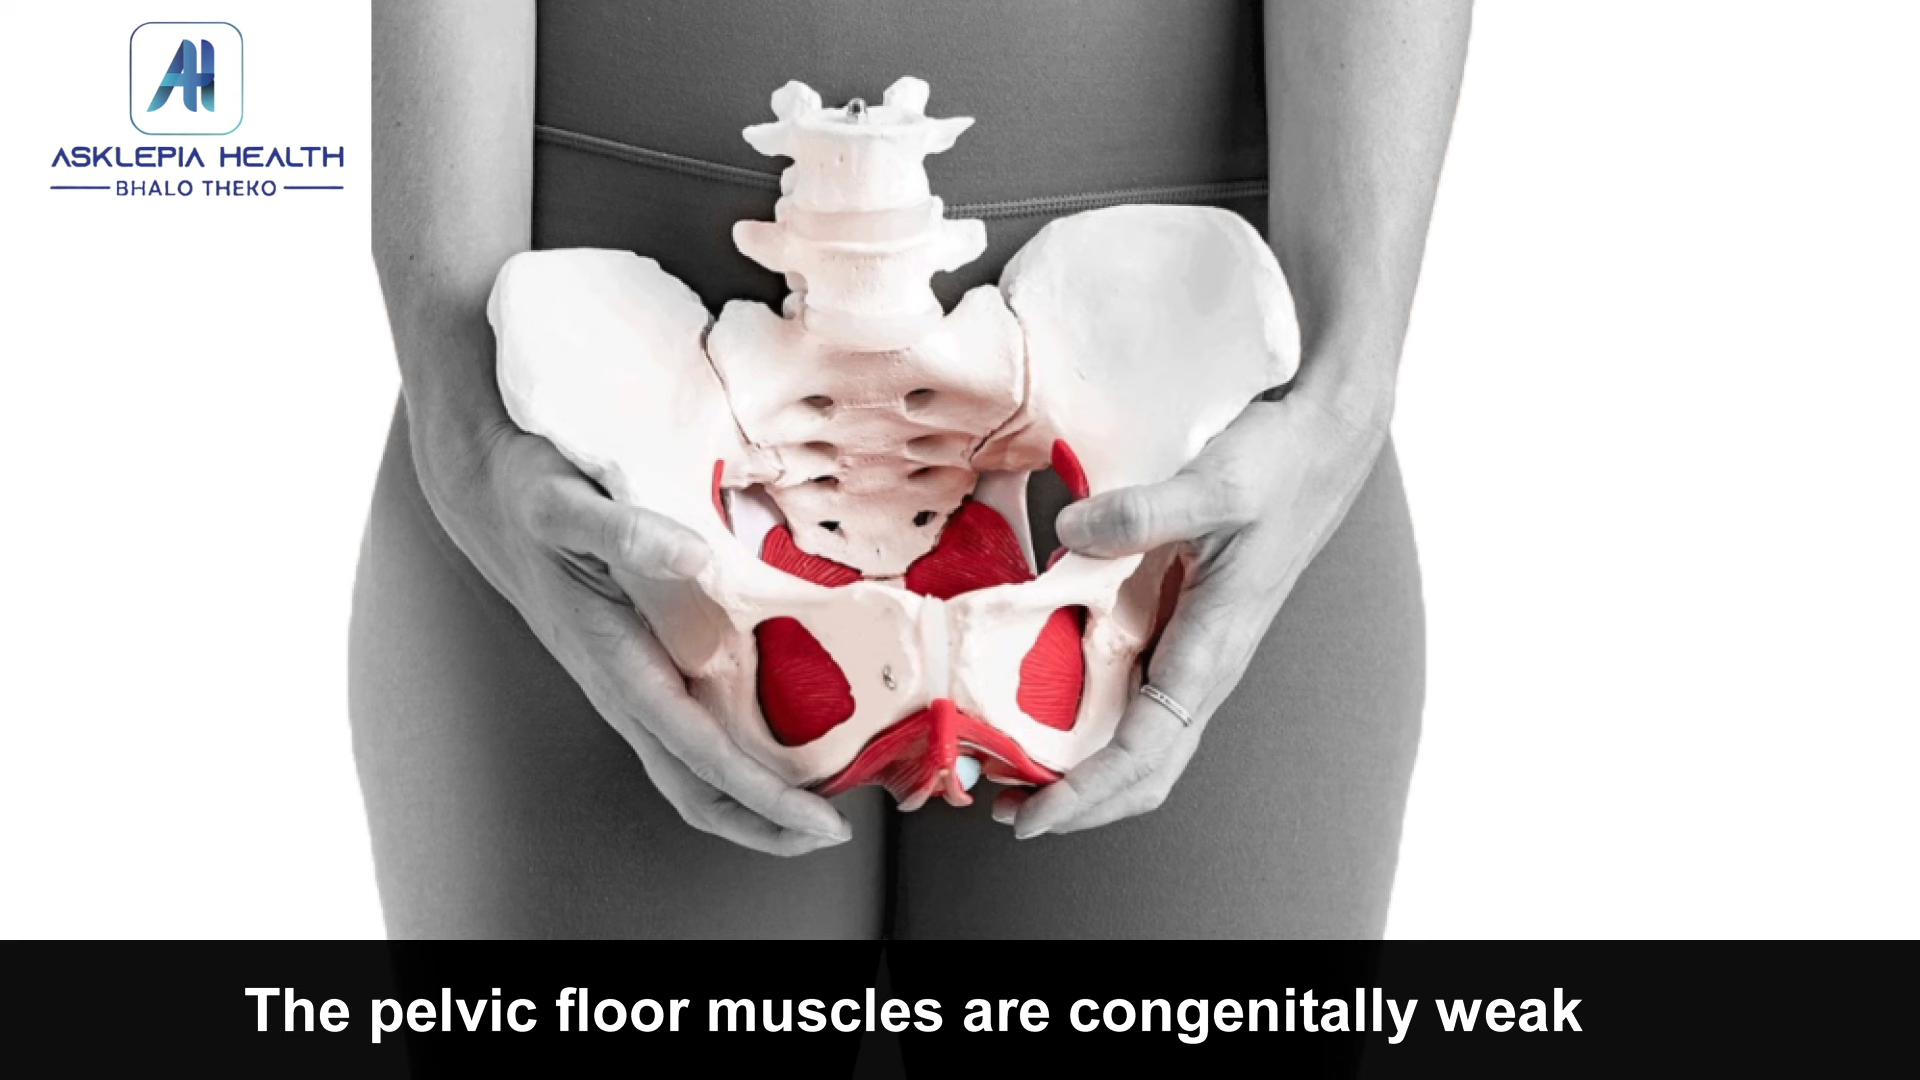 AH
ASKLEPIA HEALTH
BHALO THEKO
The pelvic floor muscles are congenitally weak